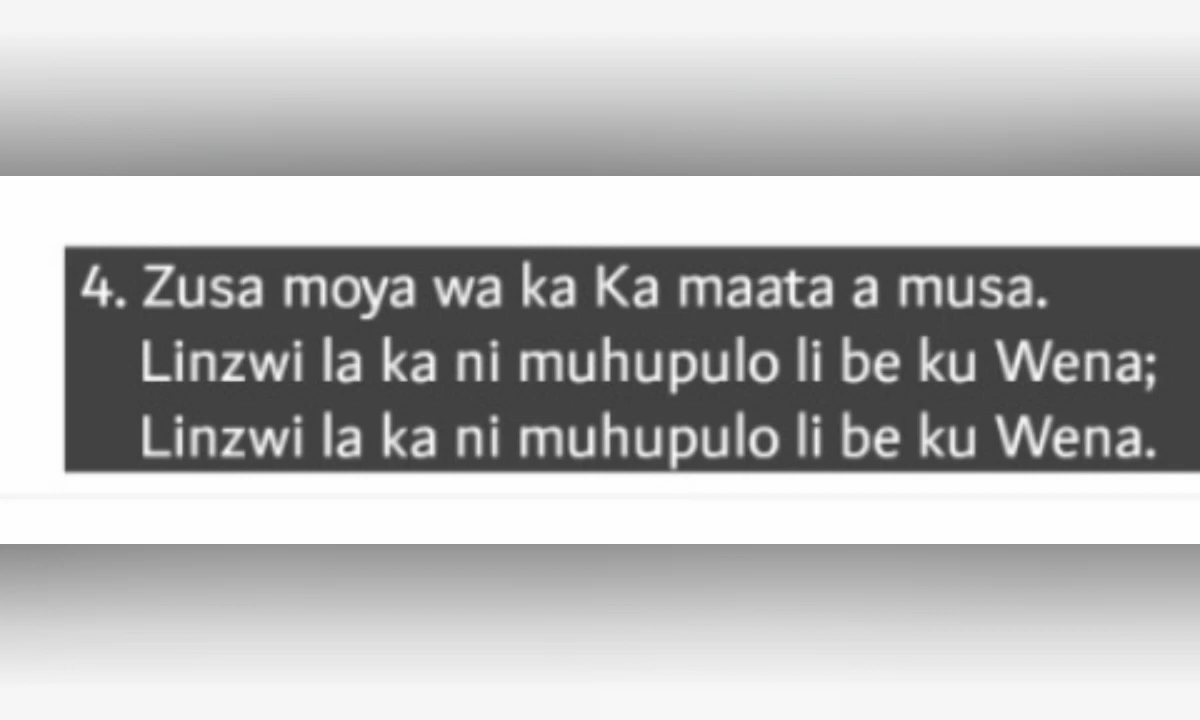 4. Zusa moya wa ka Ka maata a musa.
Linzwi la ka ni muhupulo li be ku Wena;
Linzwi la ka ni muhupulo li be ku Wena.